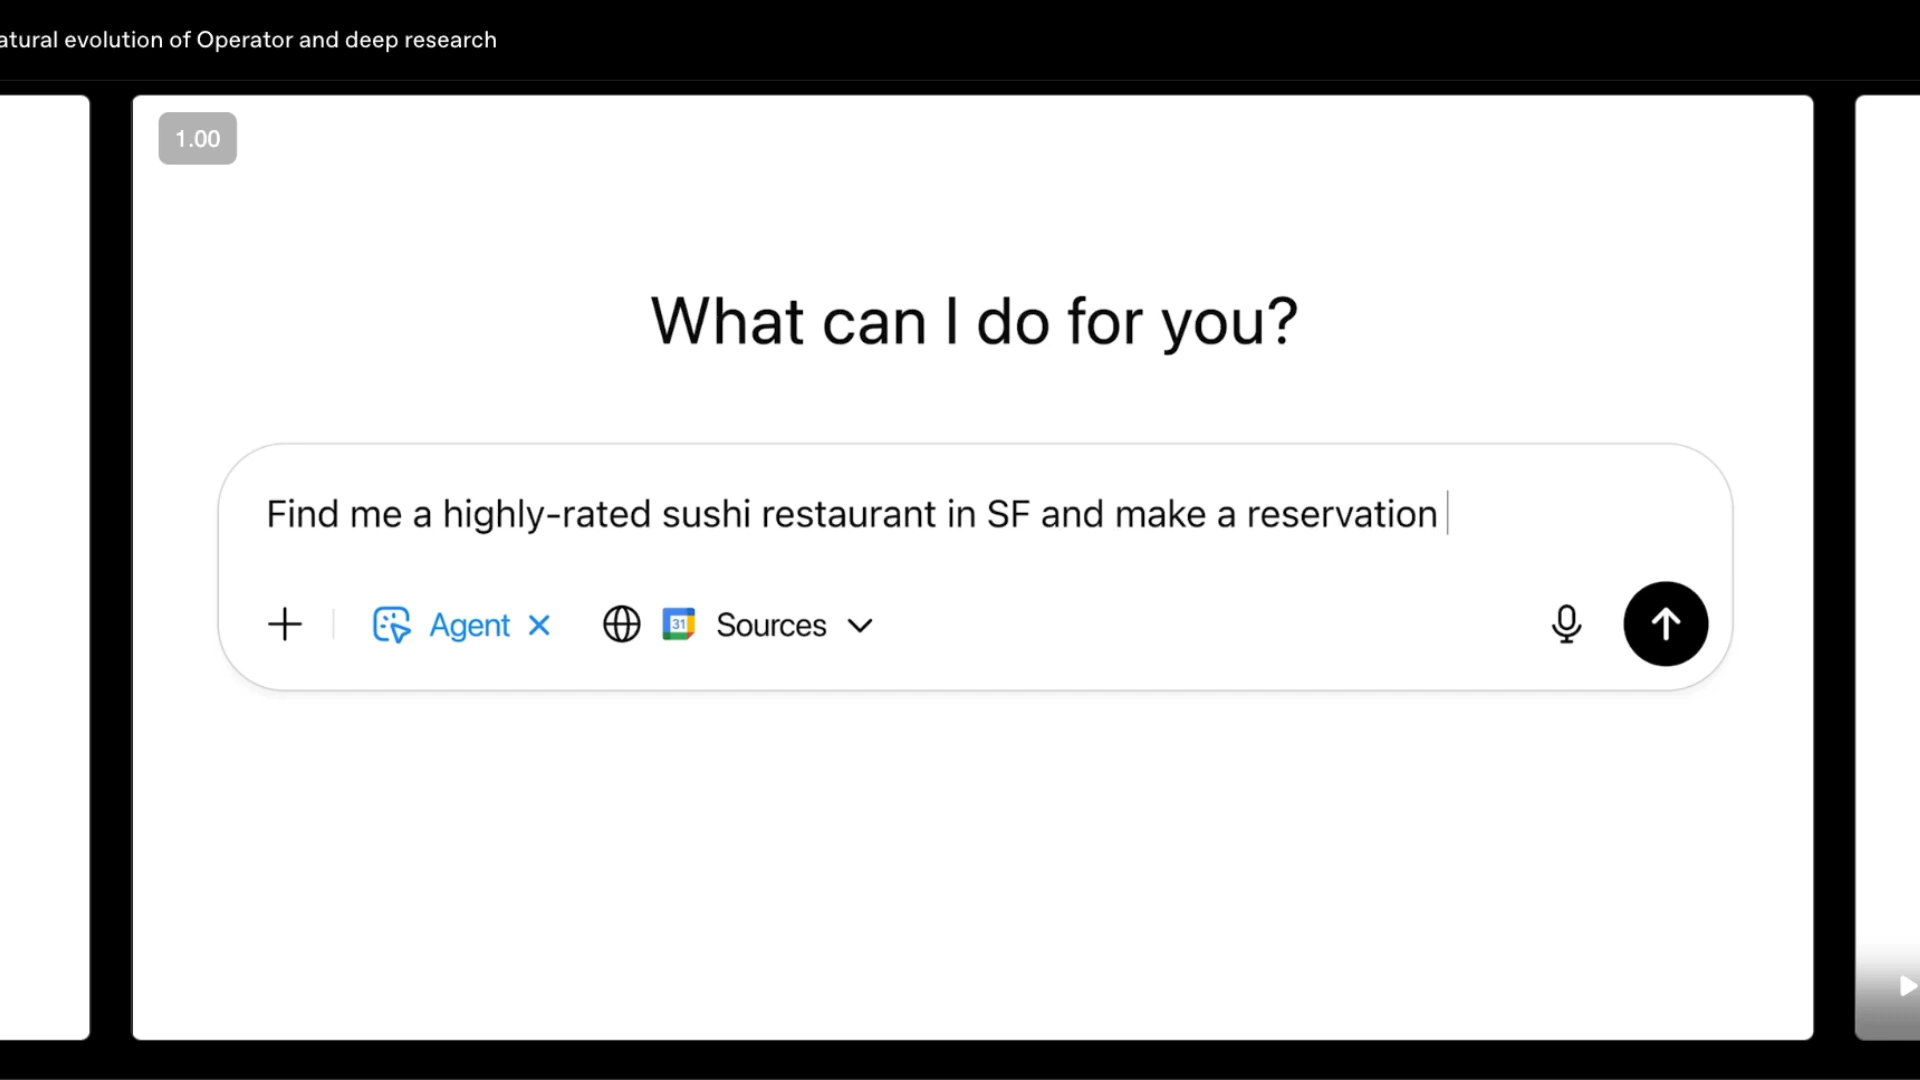 atural evolution of Operator and deep research
1.00
What can I do for you?
Find me a highly-rated sushi restaurant in SF and make a reservation
Agent
31
Sources